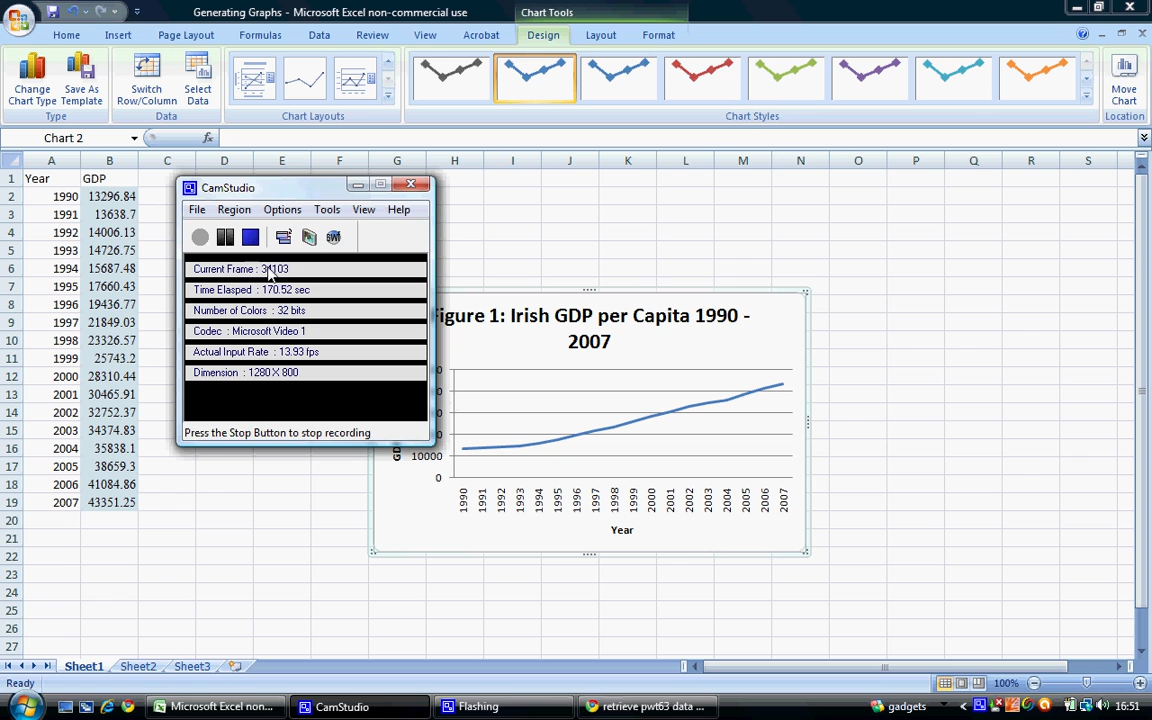 Generating Graphs - Microsoft Excel non-commercial use
Chart Tools
Home Insert Page Layout Formulas Data Review View Acrobat Design Layout Format
Change Chart Type
Save As Template
Switch Row/Column
Select Data
Move Chart
Type Data Chart Layouts Chart Styles Location
Chart 2 fx
A B C D E F G H I J K L M N O P Q R S
1 Year GDP
2 1990 13296.84
3 1991 13638.7
4 1992 14006.13
5 1993 14726.75
6 1994 15687.48
7 1995 17660.43
8 1996 19436.77
9 1997 21849.03
10 1998 23326.57
11 1999 25743.2
12 2000 28310.44
13 2001 30465.91
14 2002 32752.37
15 2003 34374.83
16 2004 35838.1
17 2005 38659.3
18 2006 41084.86
19 2007 43351.25
20
21
22
23
24
25
26
27
CamStudio
File Region Options Tools View Help
Current Frame :
Time Elasped : 170.52 sec
Number of Colors : 32 bits
Codec : Microsoft Video 1
Actual Input Rate : 13.93 fps
Dimension : 1280 X 800
Press the Stop Button to stop recording
igure 1: Irish GDP per Capita 1990 -
2007
10000
0
1990 1991 1992 1993 1994 1995 1996 1997 1998 1999 2000 2001 2002 2003 2004 2005 2006 2007
Year
Sheet1 Sheet2 Sheet3
Ready 100%
Microsoft Excel non... CamStudio Flashing retrieve pwt63 data ... gadgets 16:51